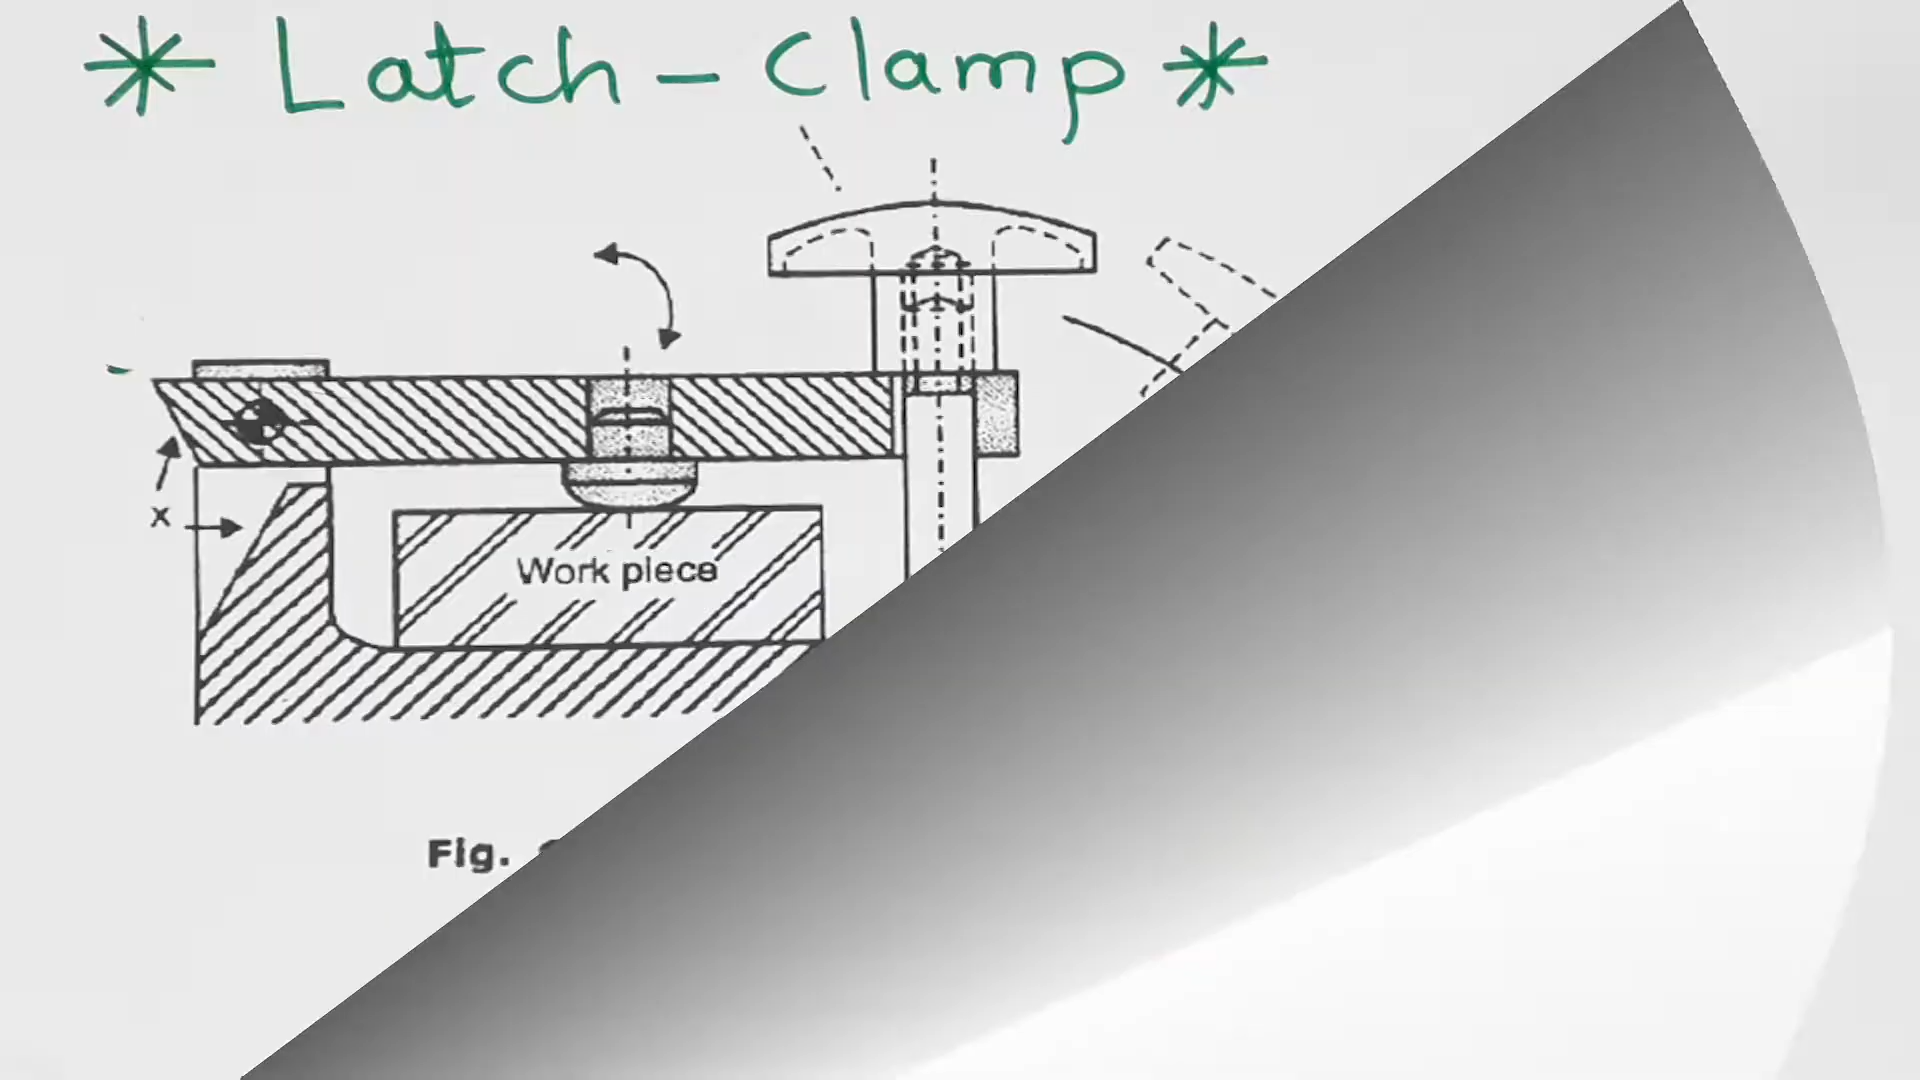 * Latch - Clamp *
x
Work piece
Fig.